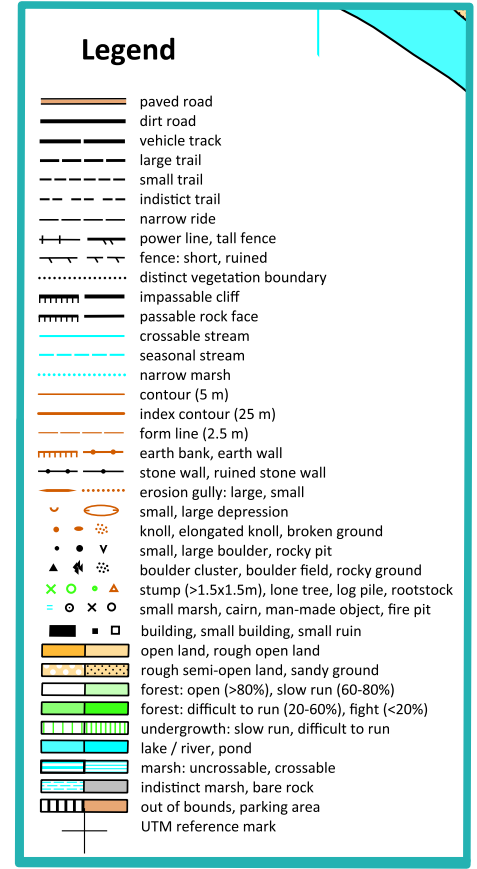 Legend
paved road
dirt road
vehicle track
large trail
small trail
indistict trail
narrow ride
power line, tall fence
fence: short, ruined
distinct vegetation boundary
impassable cliff
passable rock face
crossable stream
seasonal stream
narrow marsh
contour (5 m)
index contour (25 m)
form line (2.5 m)
earth bank, earth wall
stone wall, ruined stone wall
erosion gully: large, small
small, large depression
knoll, elongated knoll, broken ground
small, large boulder, rocky pit
boulder cluster, boulder field, rocky ground
stump (>1.5x1.5m), lone tree, log pile, rootstock
small marsh, cairn, man-made object, fire pit
building, small building, small ruin
open land, rough open land
rough semi-open land, sandy ground
forest: open (>80%), slow run (60-80%)
forest: difficult to run (20-60%), fight (<20%)
undergrowth: slow run, difficult to run
lake / river, pond
marsh: uncrossable, crossable
indistinct marsh, bare rock
out of bounds, parking area
UTM reference mark